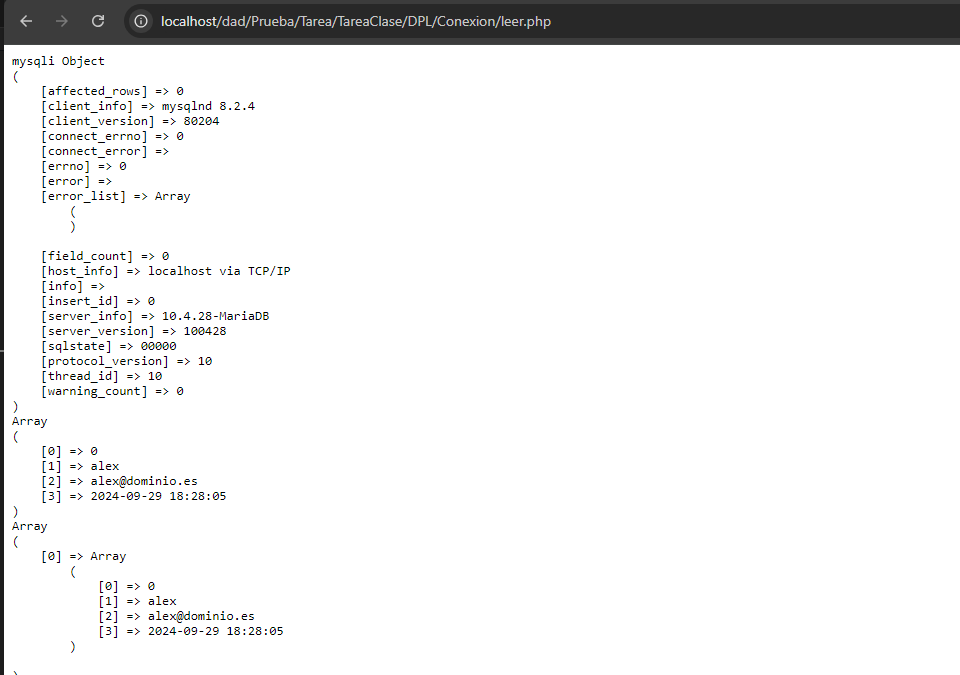 localhost/dad/Prueba/Tarea/TareaClase/DPL/Conexion/leer.php
mysqli Object
(
    [affected_rows] => 0
    [client_info] => mysqlnd 8.2.4
    [client_version] => 80204
    [connect_errno] => 0
    [connect_error] =>
    [errno] => 0
    [error] =>
    [error_list] => Array
        (
        )
    [field_count] => 0
    [host_info] => localhost via TCP/IP
    [info] =>
    [insert_id] => 0
    [server_info] => 10.4.28-MariaDB
    [server_version] => 100428
    [sqlstate] => 00000
    [protocol_version] => 10
    [thread_id] => 10
    [warning_count] => 0
)
Array
(
    [0] => 0
    [1] => alex
    [2] => alex@dominio.es
    [3] => 2024-09-29 18:28:05
)
Array
(
    [0] => Array
        (
            [0] => 0
            [1] => alex
            [2] => alex@dominio.es
            [3] => 2024-09-29 18:28:05
        )
)